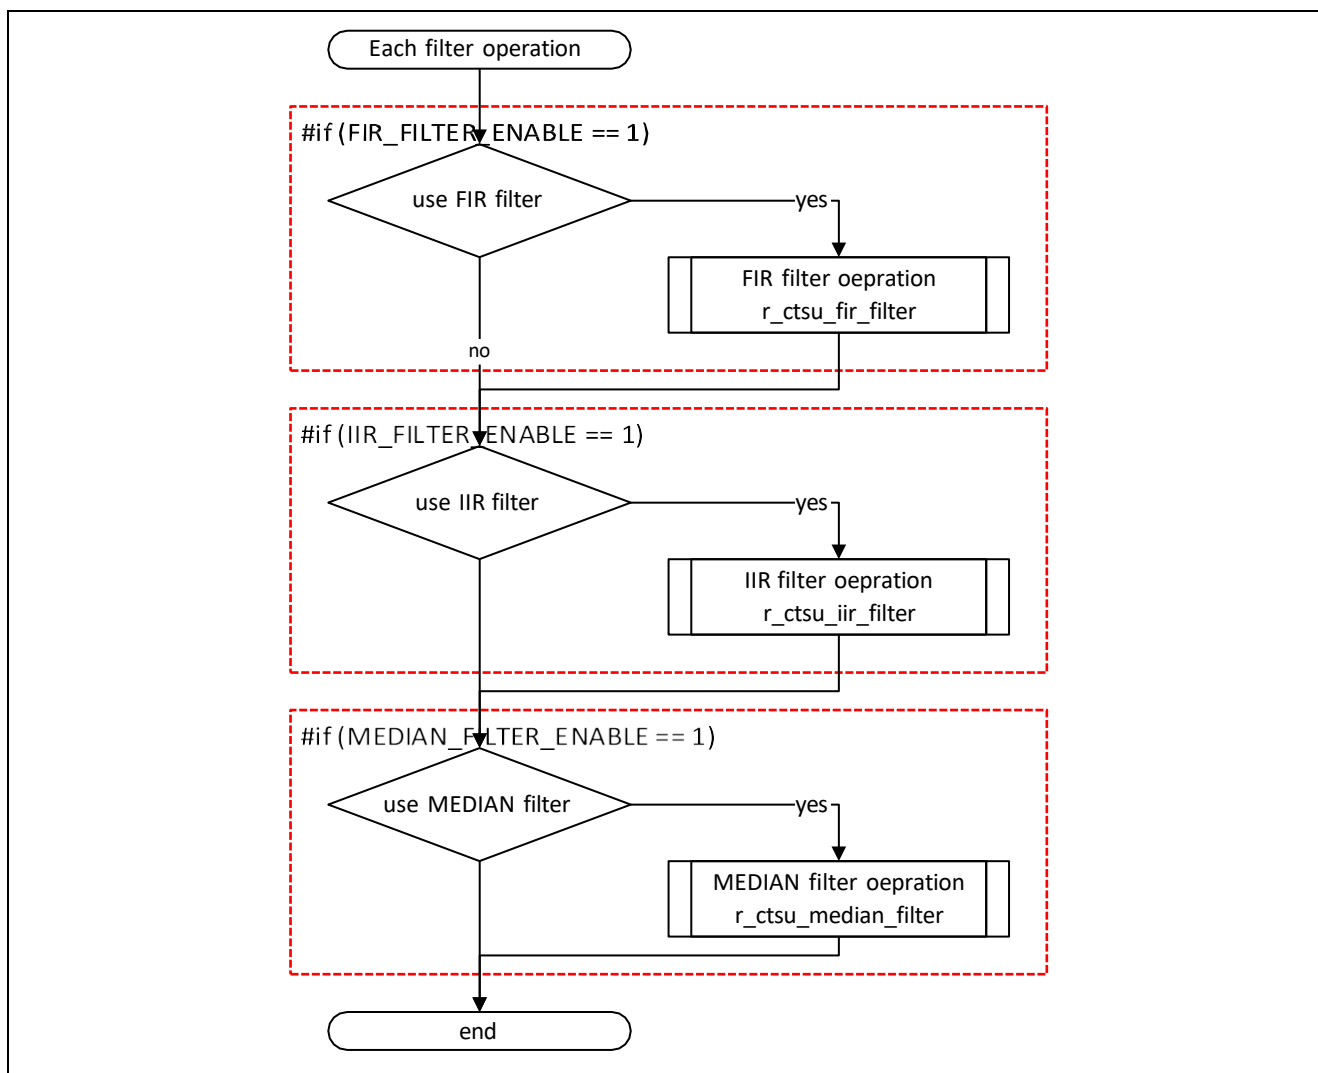 Each filter operation
#if (FIR_FILTER_ENABLE == 1)
use FIR filter
yes
FIR filter oepration
r_ctsu_fir_filter
no
#if (IIR_FILTER_ENABLE == 1)
use IIR filter
yes
IIR filter oepration
r_ctsu_iir_filter
#if (MEDIAN_FILTER_ENABLE == 1)
use MEDIAN filter
yes
MEDIAN filter oepration
r_ctsu_median_filter
end